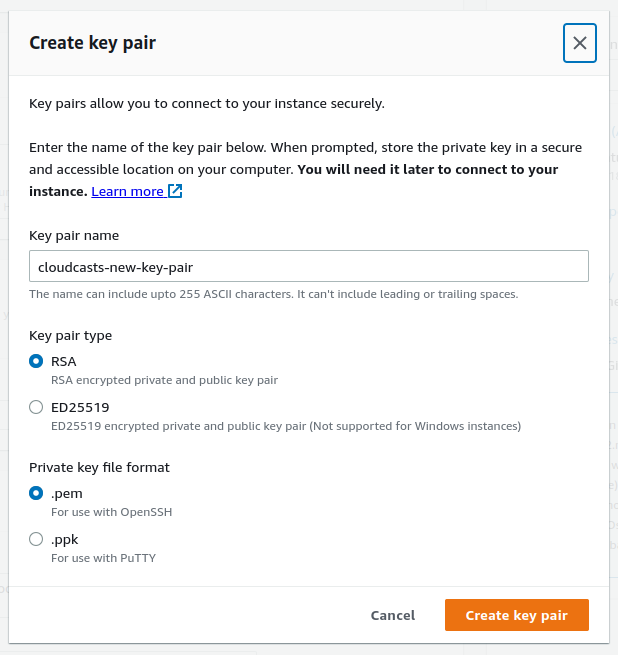 Create key pair
Key pairs allow you to connect to your instance securely.
Enter the name of the key pair below. When prompted, store the private key in a secure
and accessible location on your computer. You will need it later to connect to your
instance. Learn more
Key pair name
cloudcasts-new-key-pair
The name can include upto 255 ASCII characters. It can't include leading or trailing spaces.
Key pair type
RSA
RSA encrypted private and public key pair
ED25519
ED25519 encrypted private and public key pair (Not supported for Windows instances)
Private key file format
.pem
For use with OpenSSH
.ppk
For use with PuTTY
Cancel
Create key pair